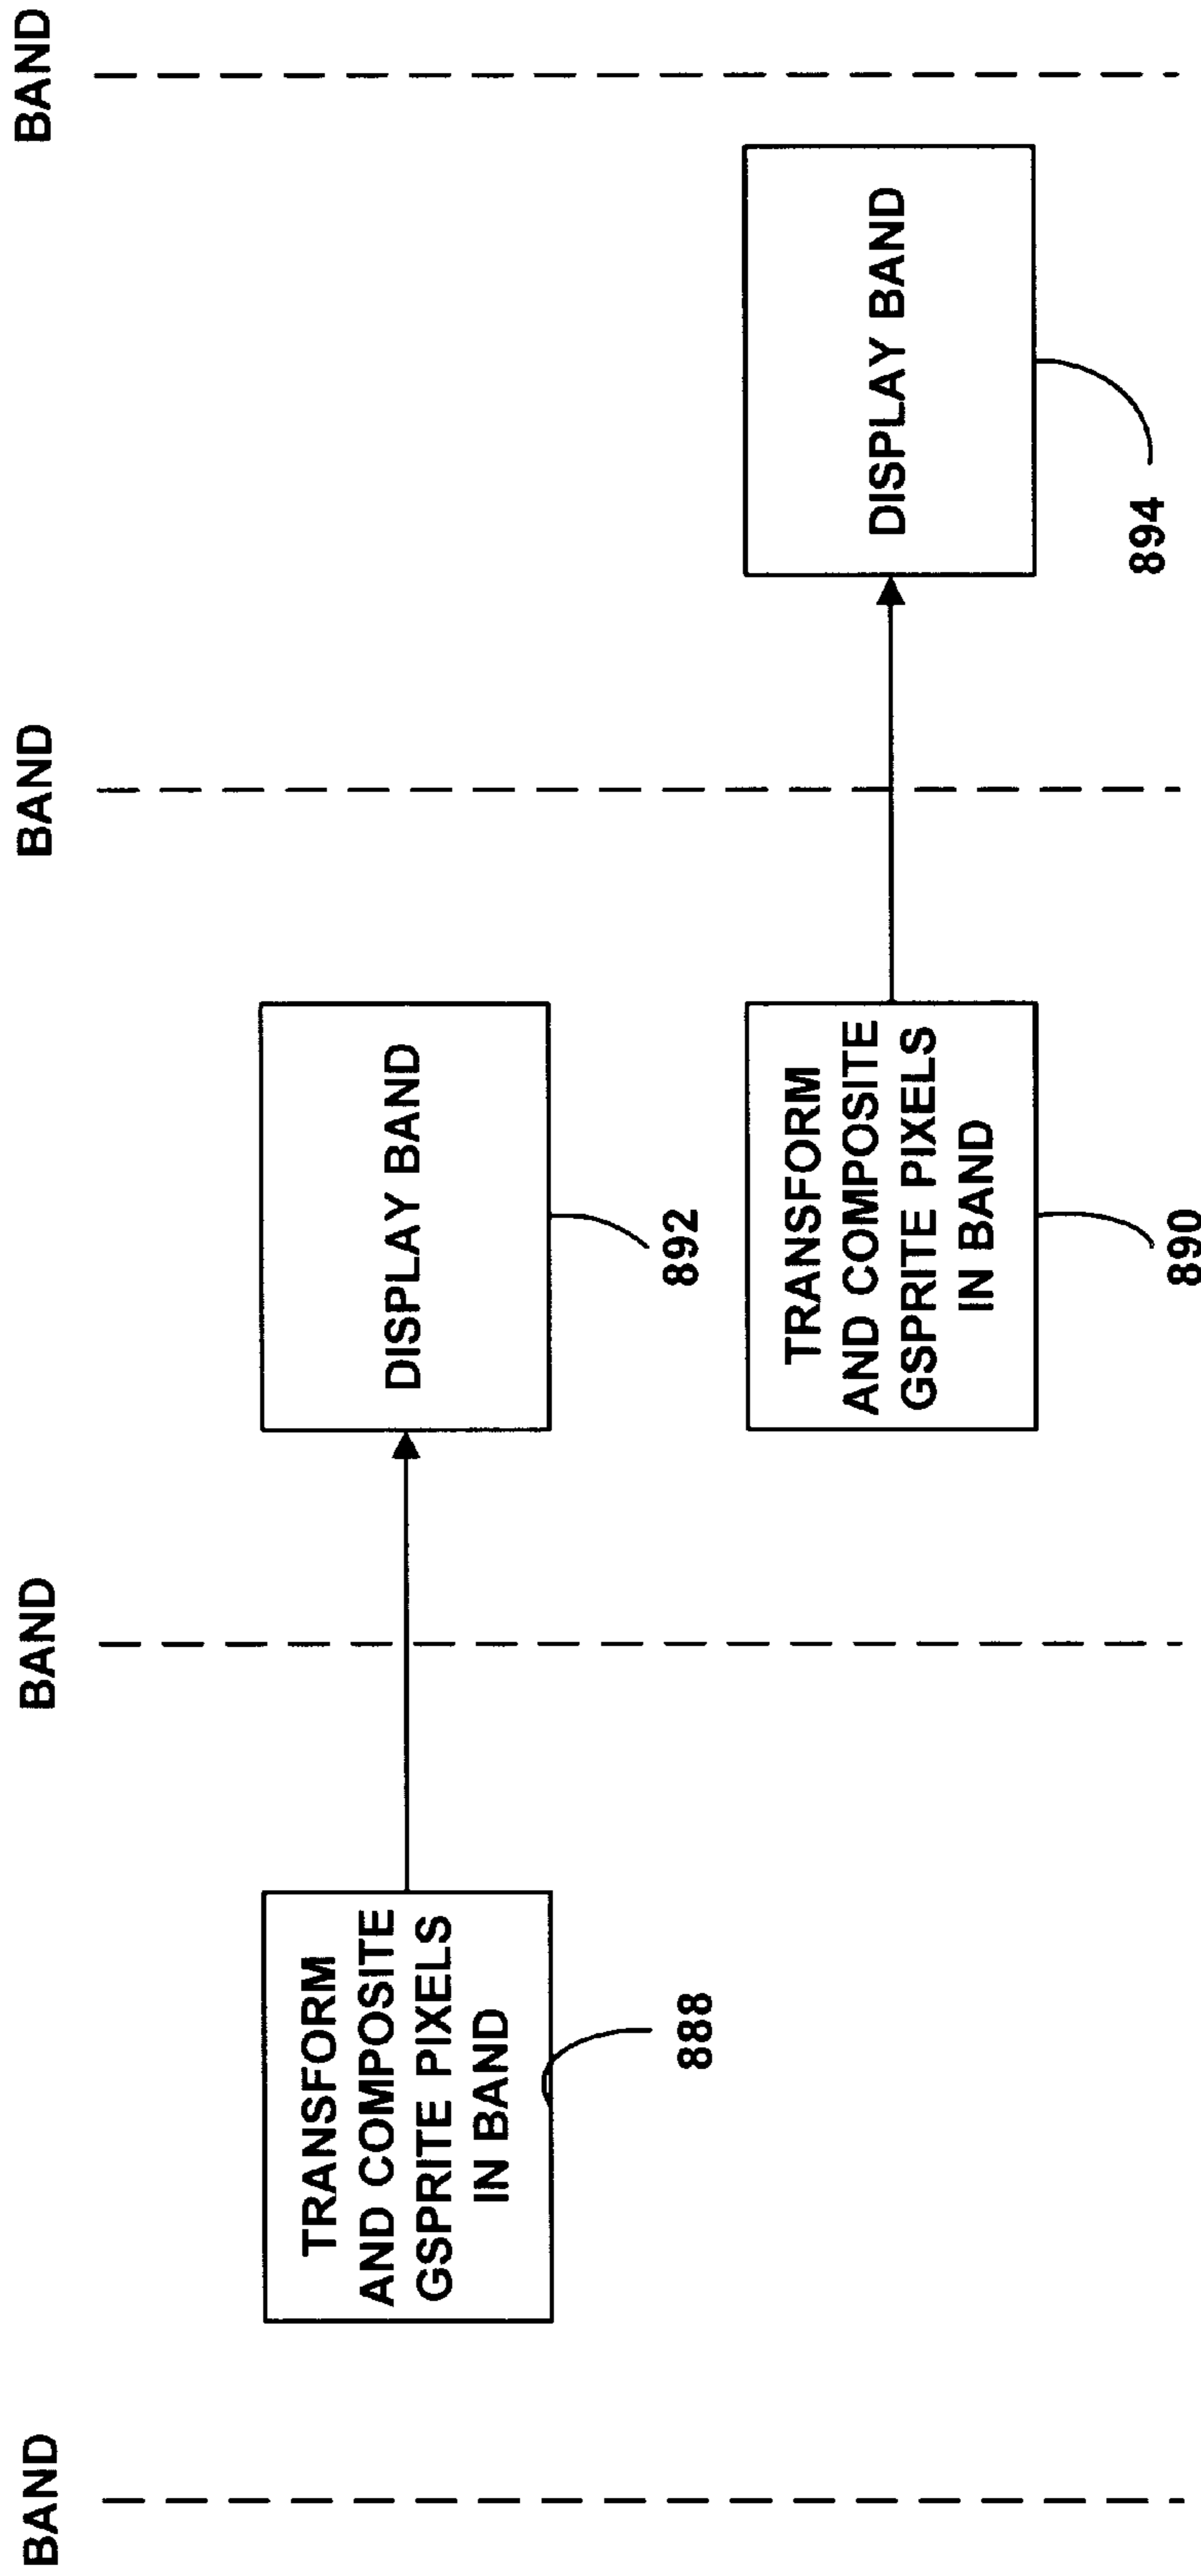 BAND
BAND
BAND
BAND
TRANSFORM
AND COMPOSITE
GSPRITE PIXELS
IN BAND
888
DISPLAY BAND
892
TRANSFORM
AND COMPOSITE
GSPRITE PIXELS
IN BAND
890
DISPLAY BAND
894